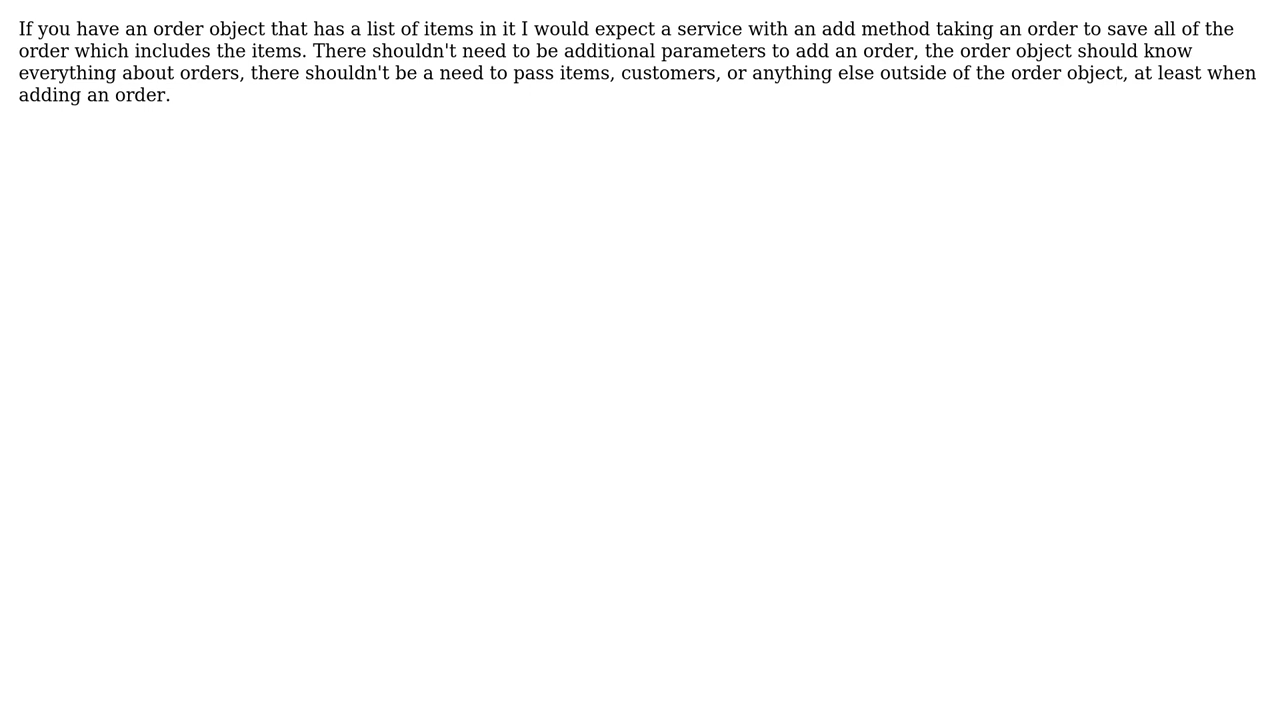 If you have an order object that has a list of items in it I would expect a service with an add method taking an order to save all of the
order which includes the items. There shouldn't need to be additional parameters to add an order, the order object should know
everything about orders, there shouldn't be a need to pass items, customers, or anything else outside of the order object, at least when
adding an order.